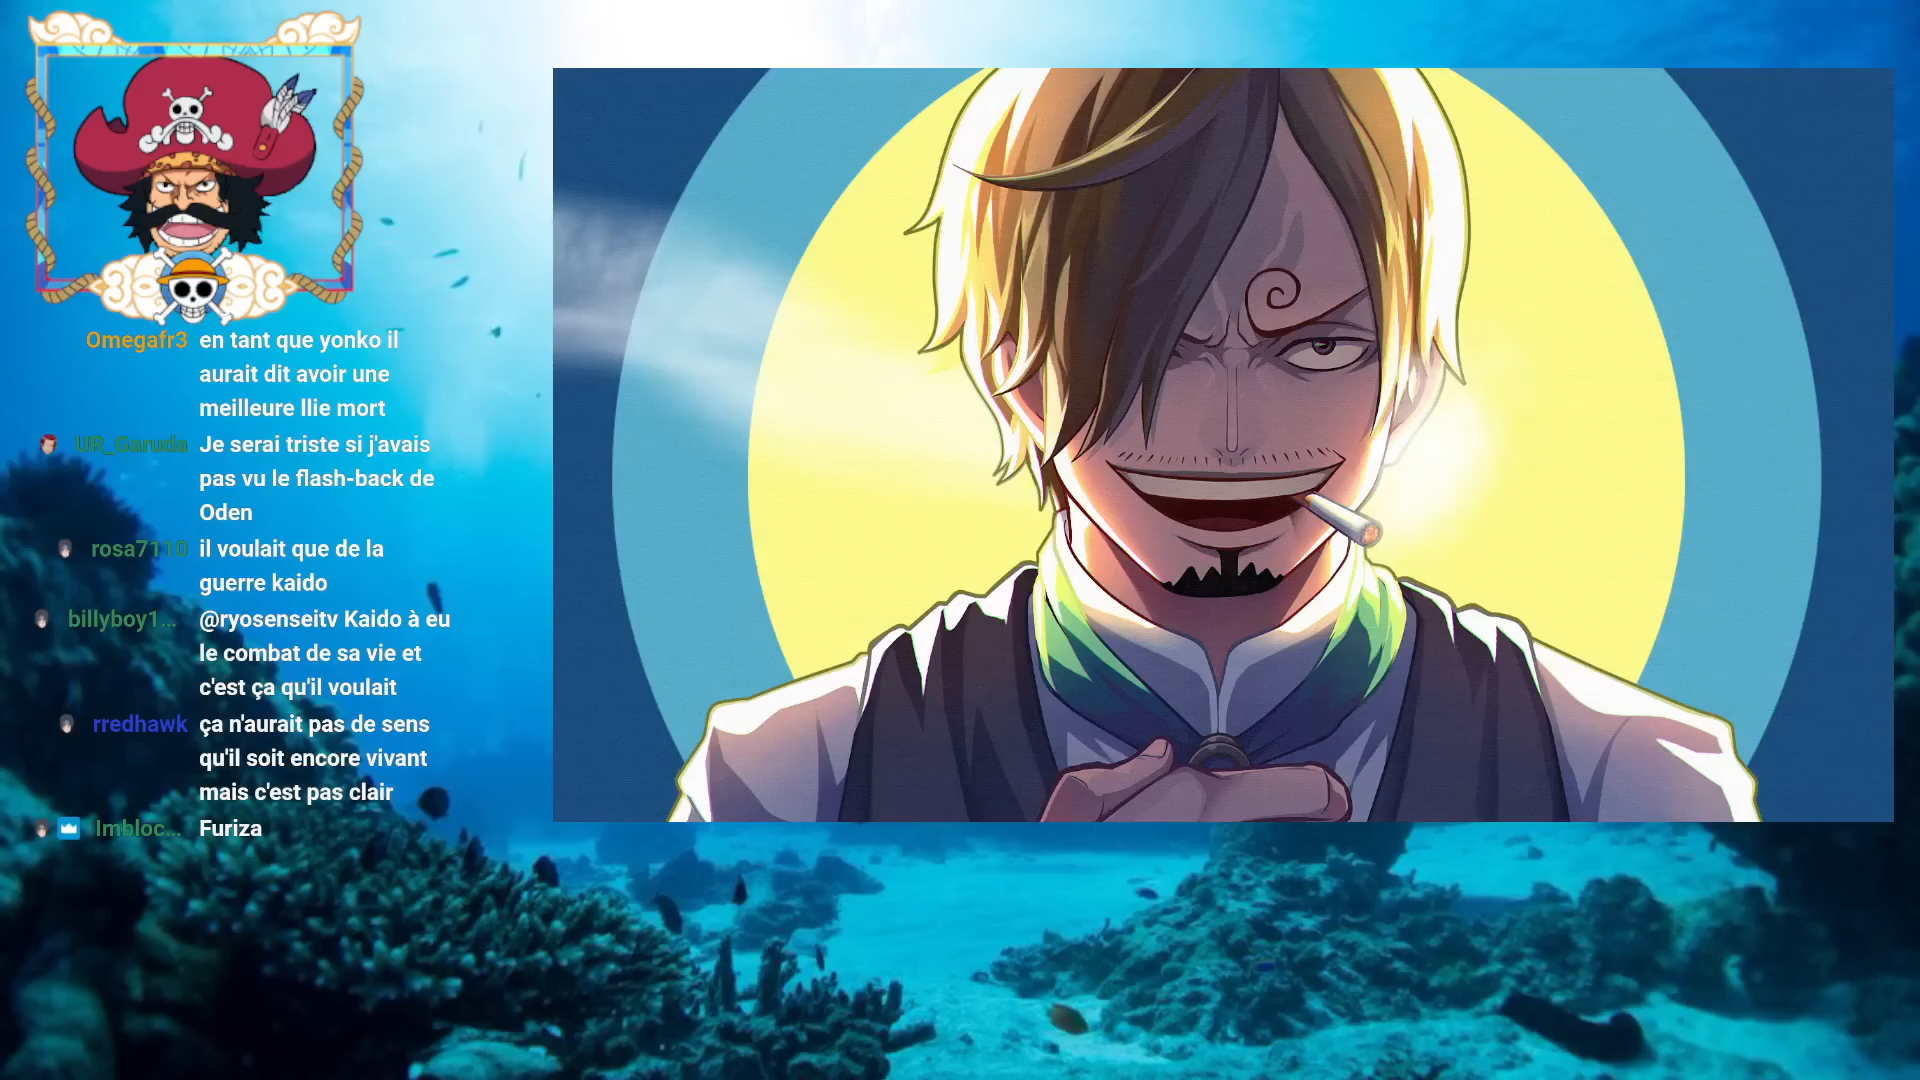 Omegafr3 en tant que yonko il
aurait dit avoir une
meilleure llie mort
UR_Garuda Je serai triste si j'avais
pas vu le flash-back de
Oden
rosa7110 il voulait que de la
guerre kaido
billyboy1... @ryosenseitv Kaido à eu
le combat de sa vie et
c'est ça qu'il voulait
rredhawk ça n'aurait pas de sens
qu'il soit encore vivant
mais c'est pas clair
Imbloc... Furiza